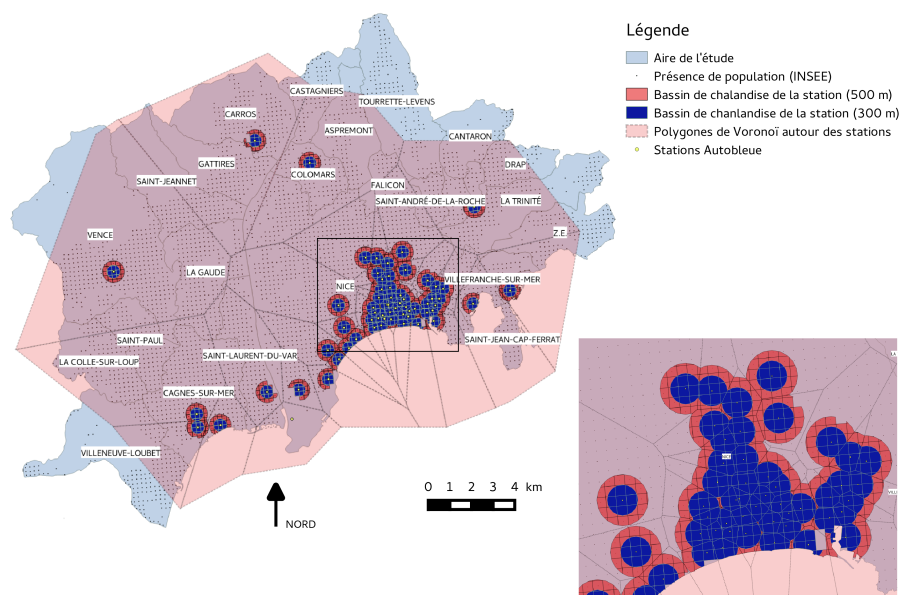 Légende
Aire de l'étude
Présence de population (INSEE)
Bassin de chalandise de la station (500 m)
Bassin de chanlandise de la station (300 m)
Polygones de Voronoï autour des stations
Stations Autobleue
CASTAGNIERS
TOURRETTE-LEVENS
CARROS
ASPREMONT
CANTARON
GATTIRES
COLOMARS
DRAP
SAINT-JEANNET
FALICON
SAINT-ANDRÉ-DE-LA-ROCHE
LA TRINITÉ
VENCE
Z.E.
LA GAUDE
VILLEFRANCHE-SUR-MER
NICE
SAINT-PAUL
SAINT-JEAN-CAP-FERRAT
SAINT-LAURENT-DU-VAR
LA COLLE-SUR-LOUP
CAGNES-SUR-MER
VILLENEUVE-LOUBET
0 1 2 3 4 km
NORD
LA
NICE
VILL